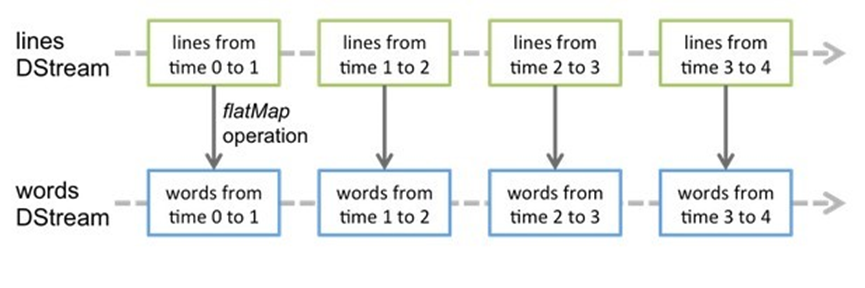 lines
DStream
lines from
time 0 to 1
lines from
time 1 to 2
lines from
time 2 to 3
lines from
time 3 to 4
flatMap
operation
words
DStream
words from
time 0 to 1
words from
time 1 to 2
words from
time 2 to 3
words from
time 3 to 4